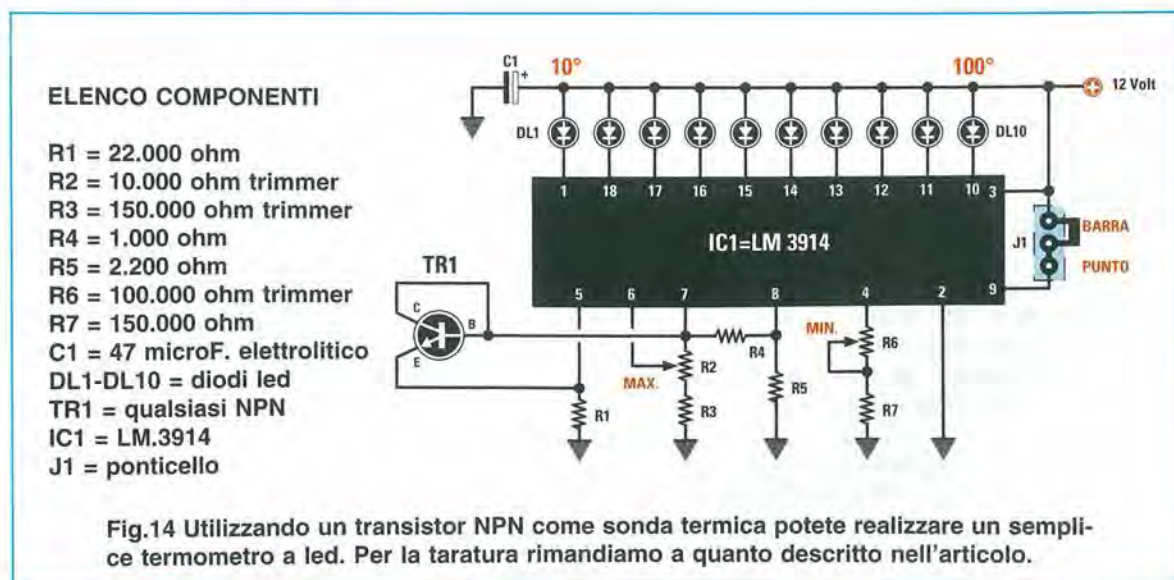 ELENCO COMPONENTI
R1 = 22.000 ohm
R2 = 10.000 ohm trimmer
R3 = 150.000 ohm trimmer
R4 = 1.000 ohm
R5 = 2.200 ohm
R6 = 100.000 ohm trimmer
R7 = 150.000 ohm
C1 = 47 microF. elettrolitico
DL1-DL10 = diodi led
TR1 = qualsiasi NPN
IC1 = LM.3914
J1 = ponticello
C1
+
10°
100°
12 Volt
DL1
DL10
1
18
17
16
15
14
13
12
11
10
3
IC1=LM 3914
J1
BARRA
PUNTO
TR1
C
B
E
5
6
7
8
4
2
9
MAX.
R4
MIN.
R6
R2
R5
R1
R3
R7
Fig.14 Utilizzando un transistor NPN come sonda termica potete realizzare un sempli-
ce termometro a led. Per la taratura rimandiamo a quanto descritto nell'articolo.